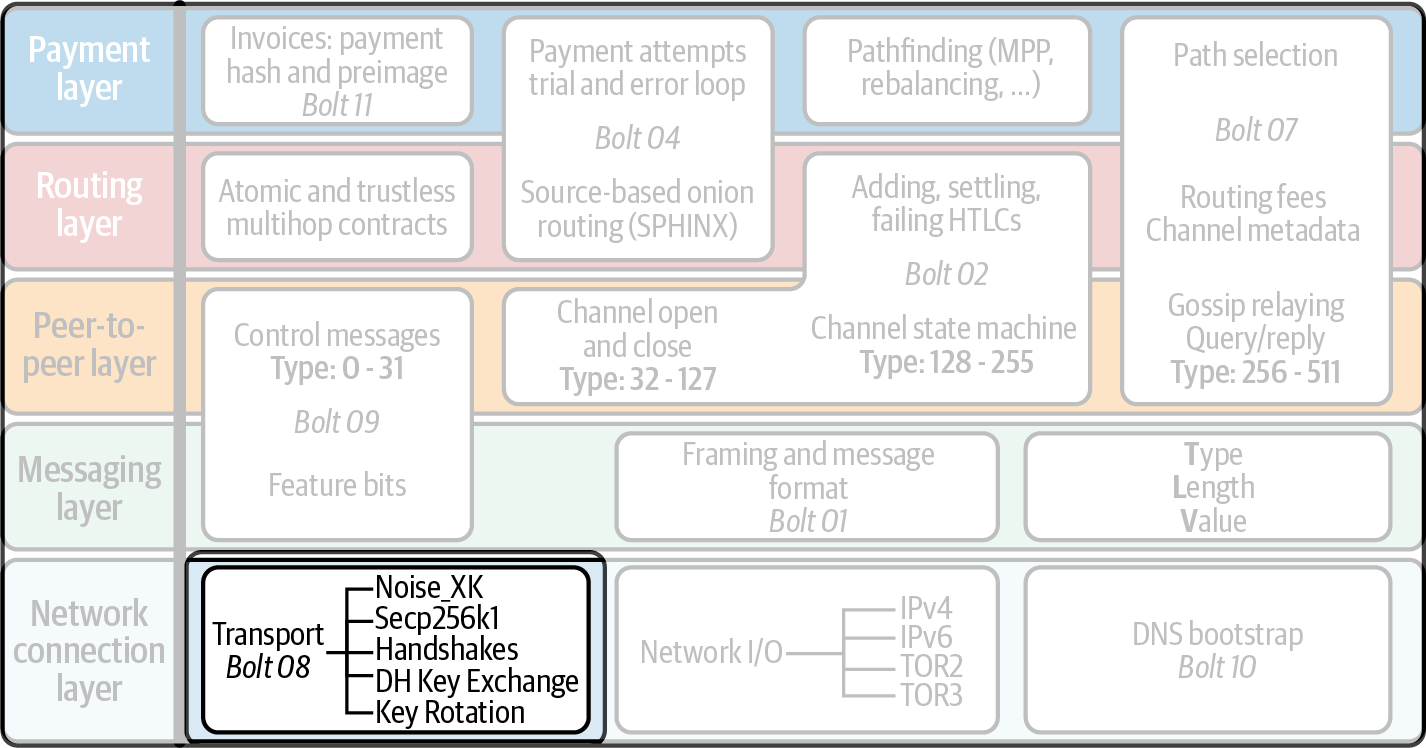 Payment
layer
Invoices: payment
hash and preimage
Bolt 11
Payment attempts
trial and error loop
Bolt 04
Source-based onion
routing (SPHINX)
Pathfinding (MPP,
rebalancing, ...)
Path selection
Bolt 07
Routing fees
Channel metadata
Gossip relaying
Query/reply
Type: 256 - 511
Routing
layer
Atomic and trustless
multihop contracts
Adding, settling,
failing HTLCs
Bolt 02
Channel state machine
Type: 128 - 255
Peer-to-
peer layer
Control messages
Type: 0 - 31
Bolt 09
Feature bits
Channel open
and close
Type: 32 - 127
Messaging
layer
Framing and message
format
Bolt 01
Type
Length
Value
Network
connection
layer
Transport
Bolt 08
Noise_XK
Secp256k1
Handshakes
DH Key Exchange
Key Rotation
Network I/O
IPv4
IPv6
TOR2
TOR3
DNS bootstrap
Bolt 10